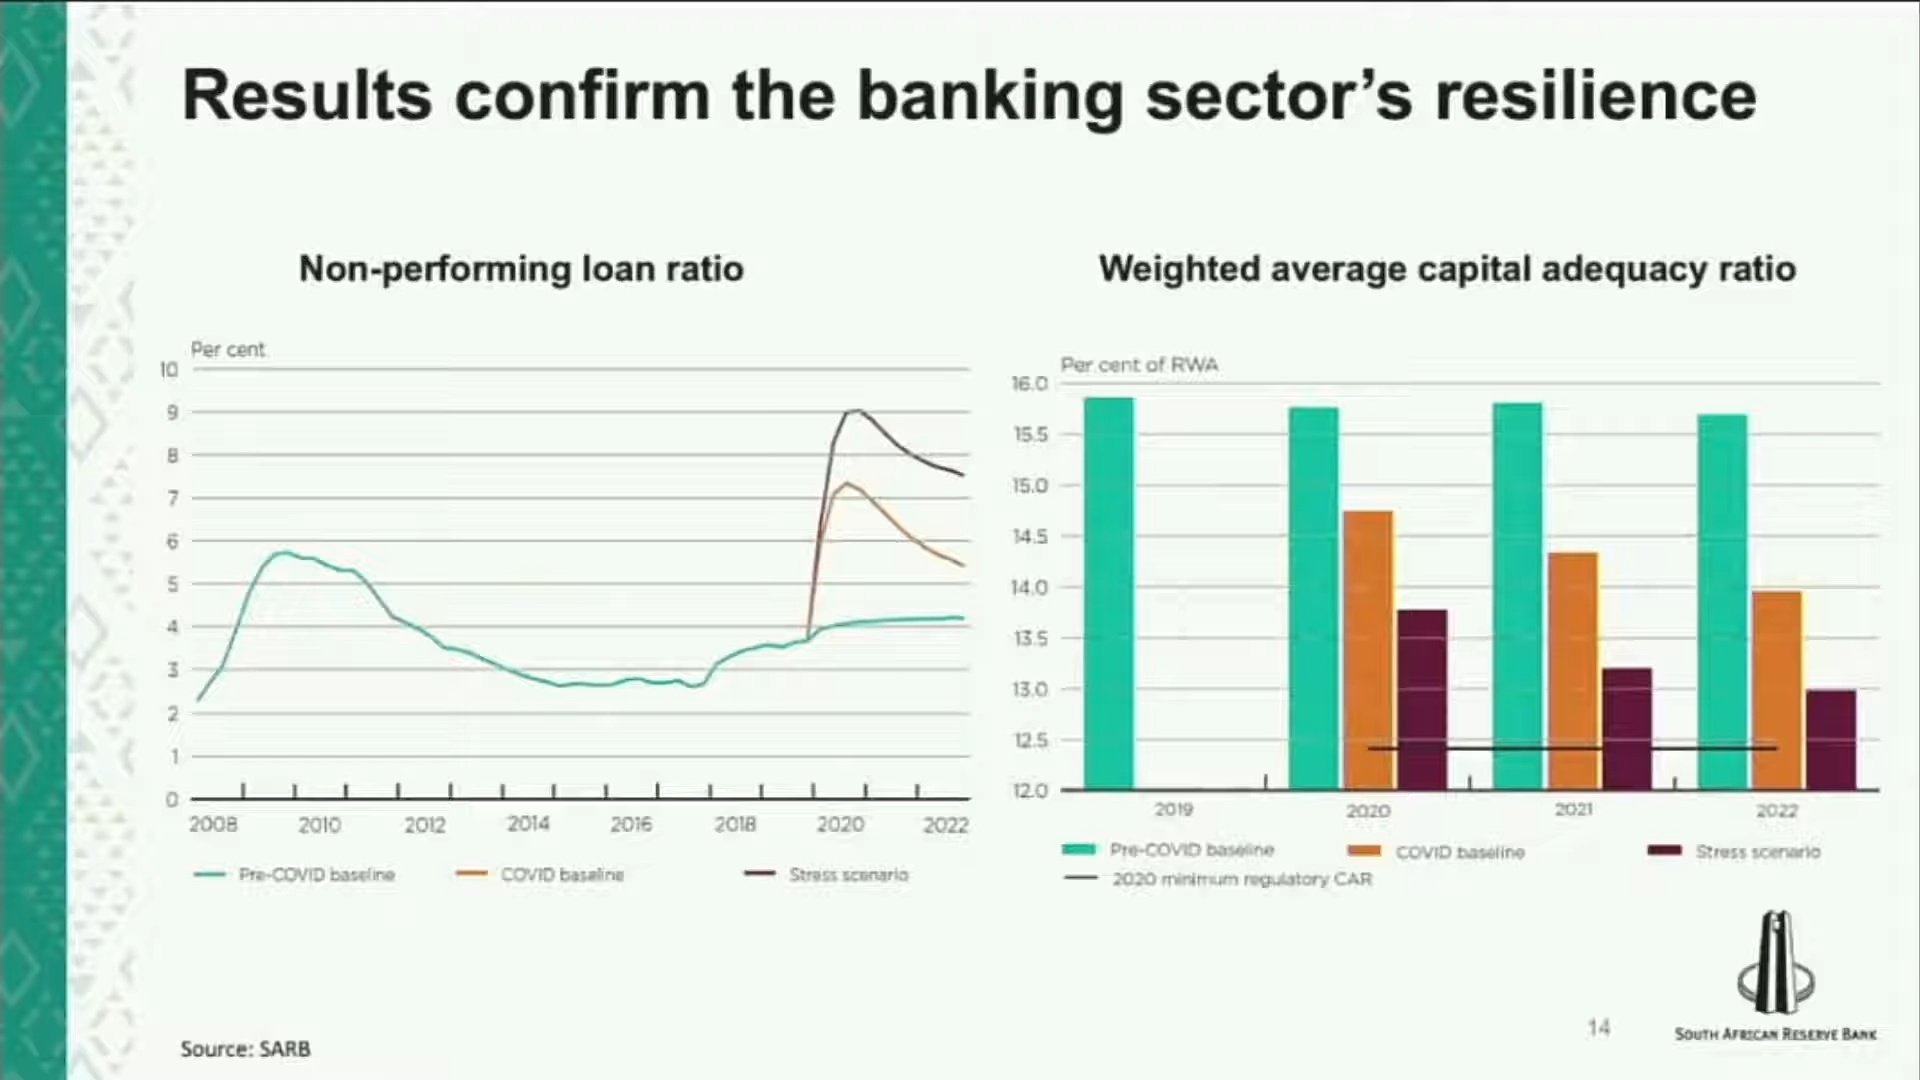 Results confirm the banking sector's resilience
Non-performing loan ratio
Per cent
10
9
8
7
6
5
4
3
2
1
0
2008 2010 2012 2014 2016 2018 2020 2022
Pre-COVID baseline COVID baseline Stress scenario
Weighted average capital adequacy ratio
Per cent of RWA
16.0
15.5
15.0
14.5
14.0
13.5
13.0
12.5
12.0
2019 2020 2021 2022
Pre-COVID baseline COVID baseline Stress scenario
2020 minimum regulatory CAR
Source: SARB
14
SOUTH AFRICAN RESERVE BANK